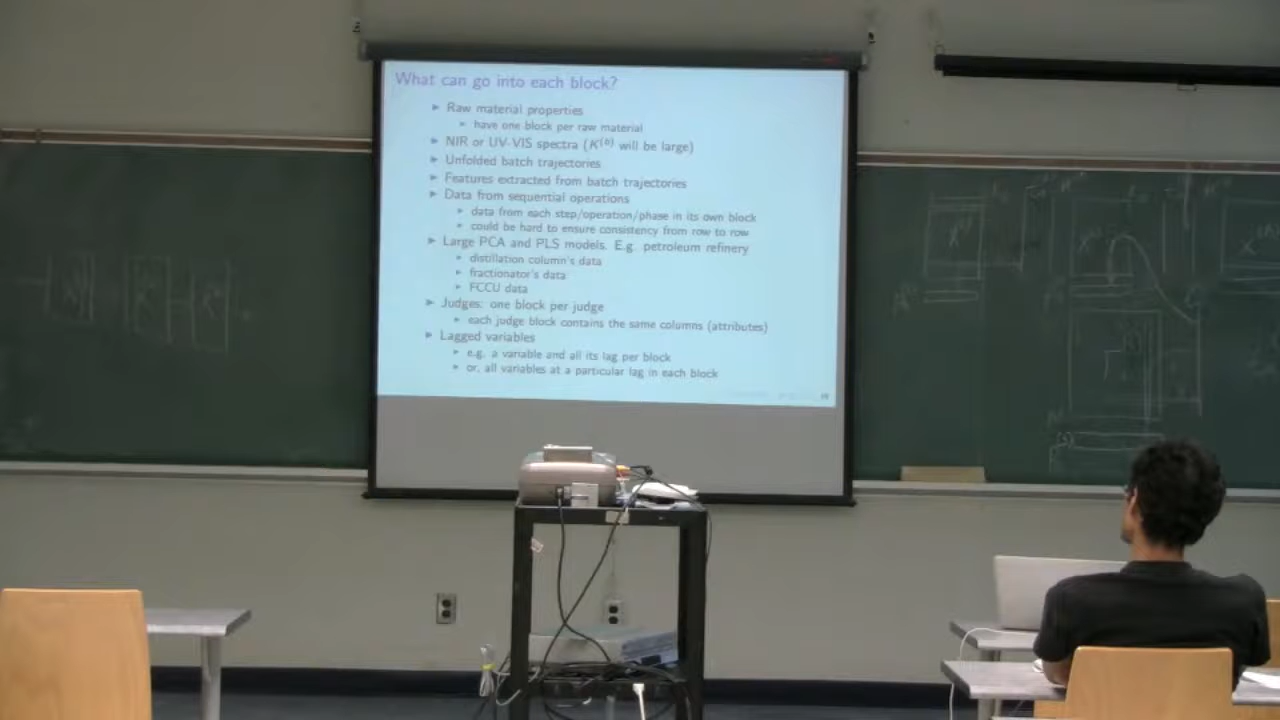 What can go into each block?
► Raw material properties
► have one block per raw material
► NIR or UV-VIS spectra (K⁽ᵇ⁾ will be large)
► Unfolded batch trajectories
► Features extracted from batch trajectories
► Data from sequential operations
► data from each step/operation/phase in its own block
► could be hard to ensure consistency from row to row
► Large PCA and PLS models. E.g. petroleum refinery
► distillation column's data
► fractionator's data
► FCCU data
► Judges: one block per judge
► each judge block contains the same columns (attributes)
► Lagged variables
► e.g. a variable and all its lag per block
► or, all variables at a particular lag in each block